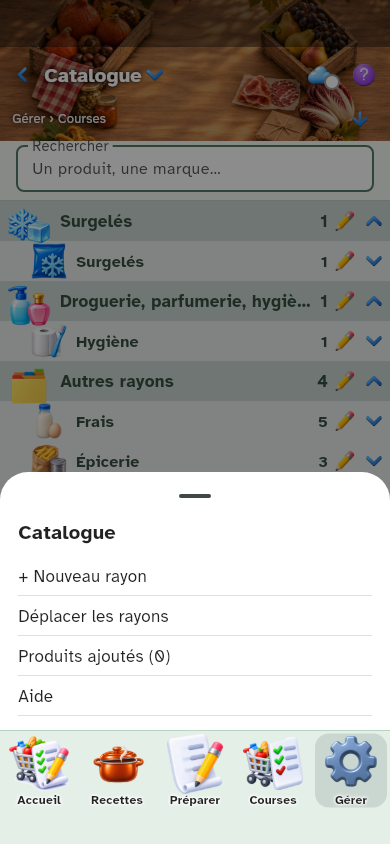 Catalogue
?
Gérer › Courses
Rechercher
Un produit, une marque…
Surgelés 1
Surgelés 1
Droguerie, parfumerie, hygiè… 1
Hygiène 1
Autres rayons 4
Frais 5
Épicerie 3
Catalogue
+ Nouveau rayon
Déplacer les rayons
Produits ajoutés (0)
Aide
Accueil Recettes Préparer Courses Gérer